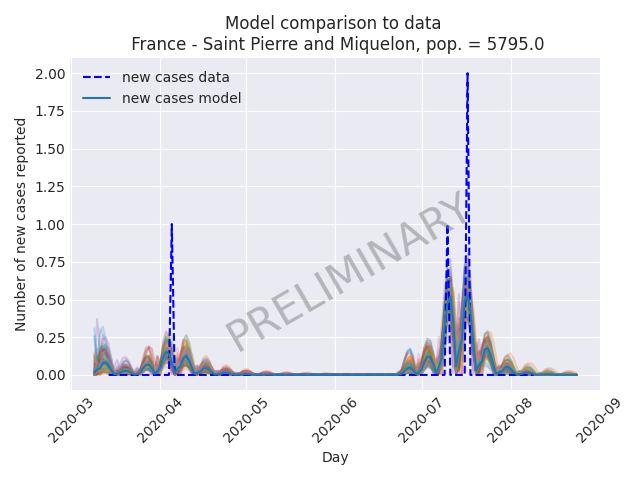 Model comparison to data
France - Saint Pierre and Miquelon, pop. = 5795.0
new cases data
new cases model
Number of new cases reported
2.00
1.75
1.50
1.25
1.00
0.75
0.50
0.25
0.00
PRELIMINARY
2020-03
2020-04
2020-05
2020-06
2020-07
2020-08
2020-09
Day